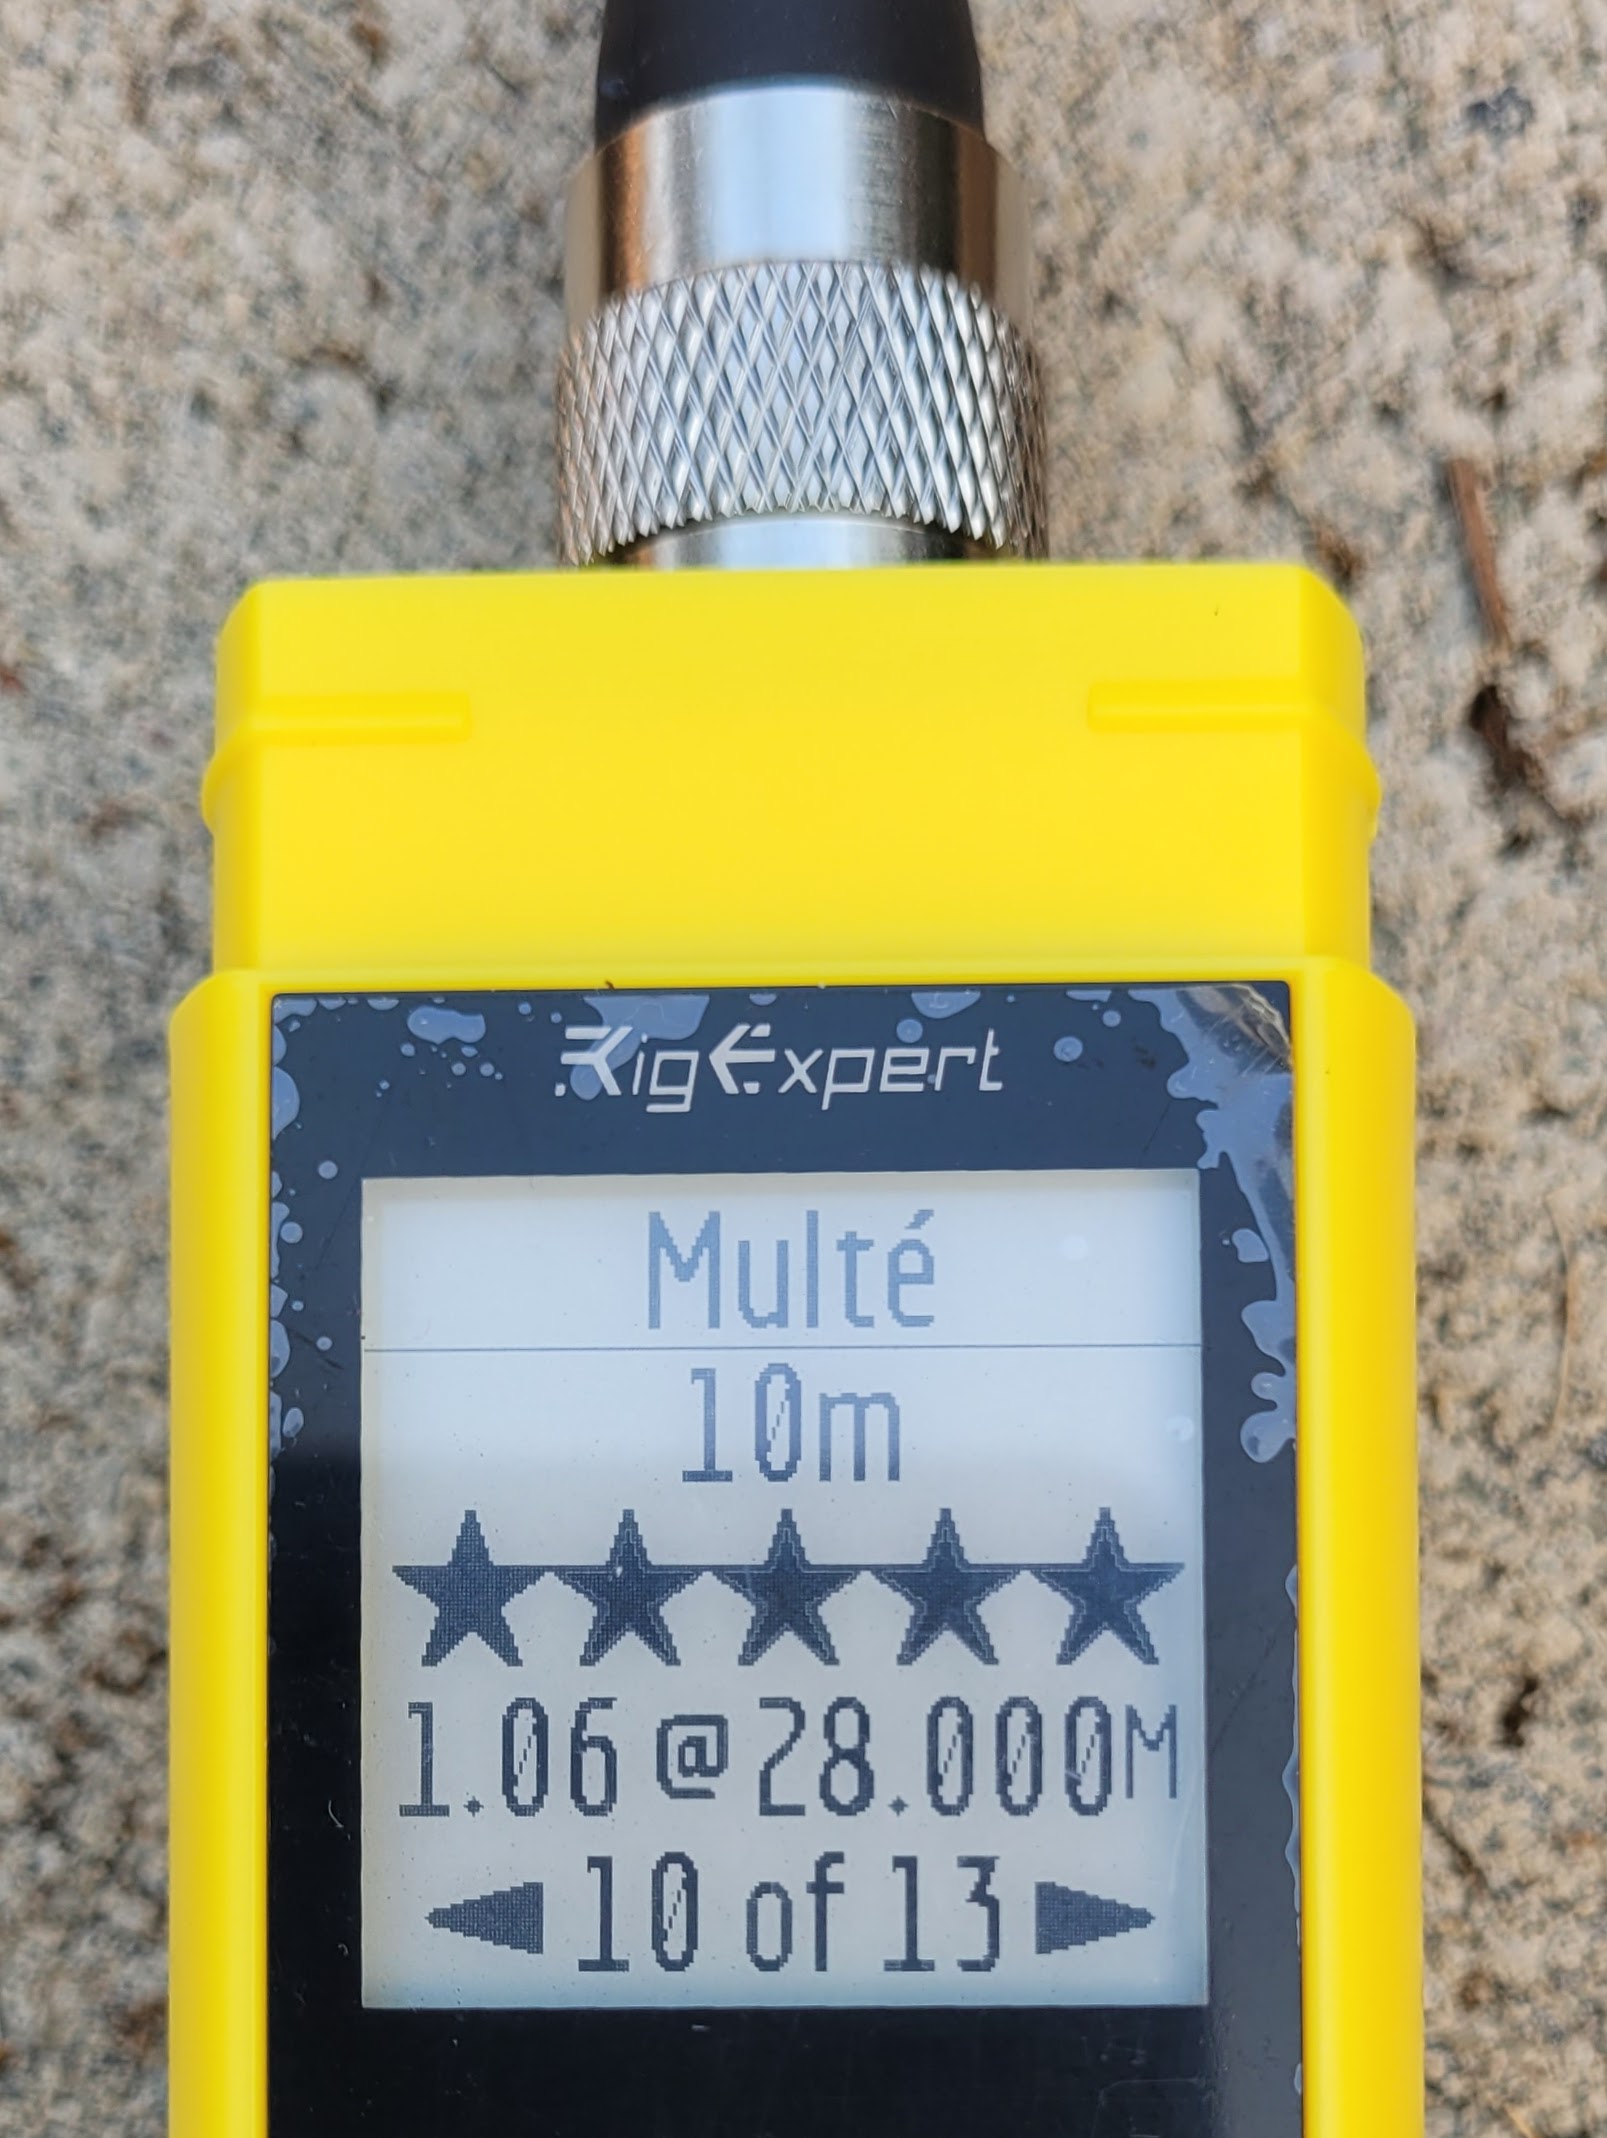 RigExpert
Multé
10m
★★★★★
1.06 @ 28.000M
◀ 10 of 13 ▶